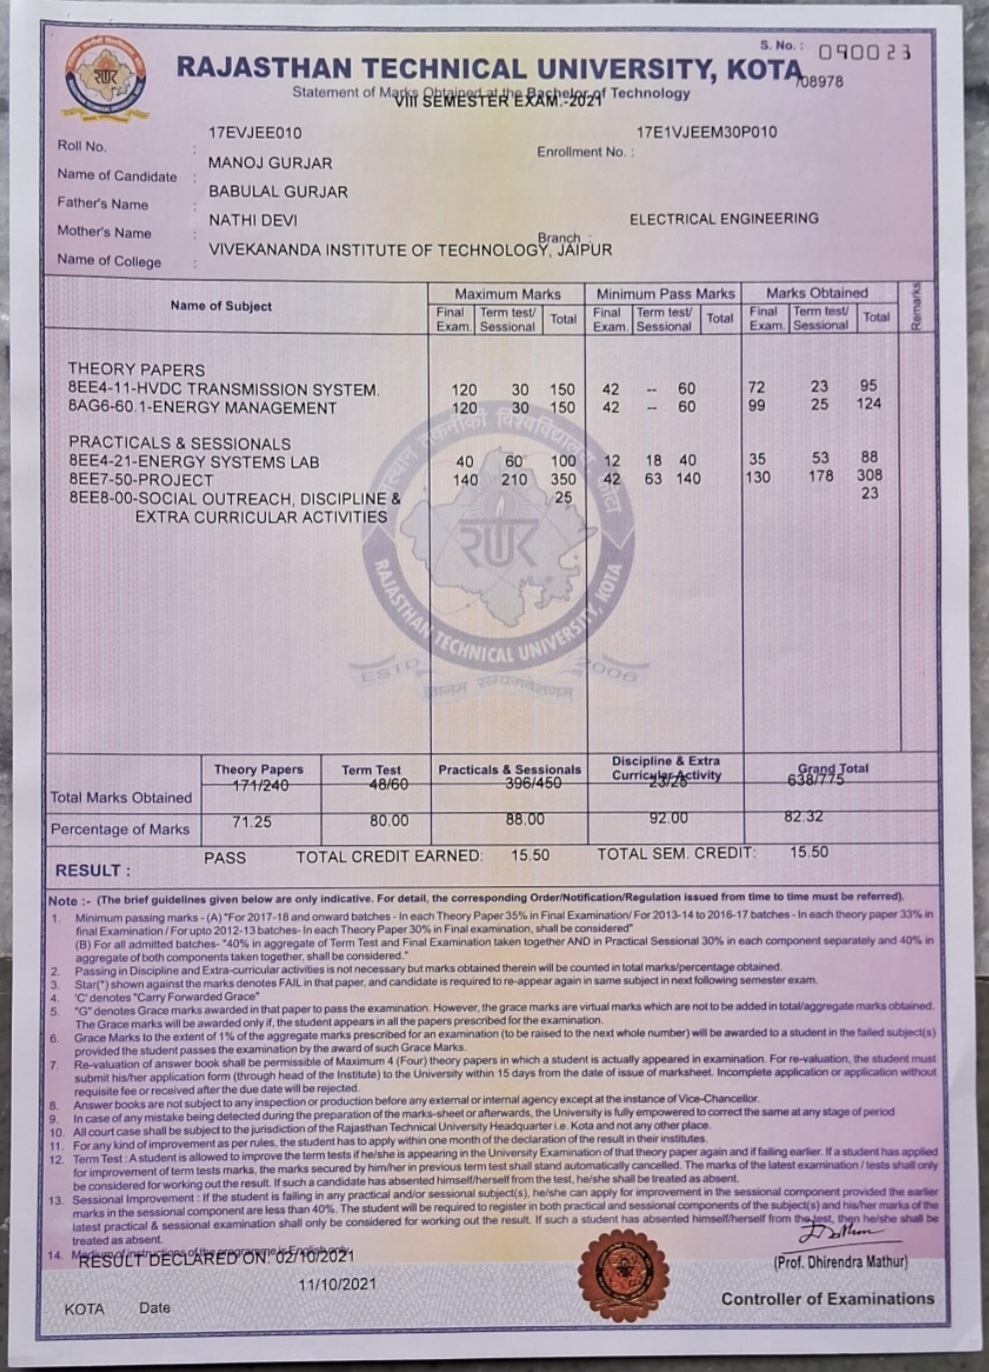 S. No. : 090023
RAJASTHAN TECHNICAL UNIVERSITY, KOTA
708978
Statement of Marks Obtained at the Bachelor of Technology
VIII SEMESTER EXAM.-2021
Roll No. : 17EVJEE010
Enrollment No. : 17E1VJEEM30P010
Name of Candidate : MANOJ GURJAR
Father's Name : BABULAL GURJAR
Mother's Name : NATHI DEVI
Branch : ELECTRICAL ENGINEERING
Name of College : VIVEKANANDA INSTITUTE OF TECHNOLOGY, JAIPUR
Name of Subject Maximum Marks Minimum Pass Marks Marks Obtained Remarks
Final Exam. Term test/ Sessional Total Final Exam. Term test/ Sessional Total Final Exam. Term test/ Sessional Total
THEORY PAPERS
8EE4-11-HVDC TRANSMISSION SYSTEM. 120 30 150 42 -- 60 72 23 95
8AG6-60.1-ENERGY MANAGEMENT 120 30 150 42 -- 60 99 25 124
PRACTICALS & SESSIONALS
8EE4-21-ENERGY SYSTEMS LAB 40 60 100 12 18 40 35 53 88
8EE7-50-PROJECT 140 210 350 42 63 140 130 178 308
8EE8-00-SOCIAL OUTREACH, DISCIPLINE & 25 23
EXTRA CURRICULAR ACTIVITIES
राजस्थान तकनीकी विश्वविद्यालय, कोटा
RAJASTHAN TECHNICAL UNIVERSITY, KOTA
ESTD. 2006
Theory Papers Term Test Practicals & Sessionals Discipline & Extra Curricular Activity Grand Total
Total Marks Obtained 171/240 48/60 396/450 23/25 638/775
Percentage of Marks 71.25 80.00 88.00 92.00 82.32
RESULT : PASS TOTAL CREDIT EARNED: 15.50 TOTAL SEM. CREDIT: 15.50
Note :- (The brief guidelines given below are only indicative. For detail, the corresponding Order/Notification/Regulation issued from time to time must be referred).
1. Minimum passing marks - (A) "For 2017-18 and onward batches - In each Theory Paper 35% in Final Examination/ For 2013-14 to 2016-17 batches - In each theory paper 33% in
final Examination / For upto 2012-13 batches- In each Theory Paper 30% in Final examination, shall be considered"
(B) For all admitted batches- "40% in aggregate of Term Test and Final Examination taken together AND in Practical Sessional 30% in each component separately and 40% in
aggregate of both components taken together, shall be considered."
2. Passing in Discipline and Extra-curricular activities is not necessary but marks obtained therein will be counted in total marks/percentage obtained.
3. Star(*) shown against the marks denotes FAIL in that paper, and candidate is required to re-appear again in same subject in next following semester exam.
4. 'C' denotes "Carry Forwarded Grace"
5. "G" denotes Grace marks awarded in that paper to pass the examination. However, the grace marks are virtual marks which are not to be added in total/aggregate marks obtained.
The Grace marks will be awarded only if, the student appears in all the papers prescribed for the examination.
6. Grace Marks to the extent of 1% of the aggregate marks prescribed for an examination (to be raised to the next whole number) will be awarded to a student in the failed subject(s)
provided the student passes the examination by the award of such Grace Marks.
7. Re-valuation of answer book shall be permissible of Maximum 4 (Four) theory papers in which a student is actually appeared in examination. For re-valuation, the student must
submit his/her application form (through head of the Institute) to the University within 15 days from the date of issue of marksheet. Incomplete application or application without
requisite fee or received after the due date will be rejected.
8. Answer books are not subject to any inspection or production before any external or internal agency except at the instance of Vice-Chancellor.
9. In case of any mistake being detected during the preparation of the marks-sheet or afterwards, the University is fully empowered to correct the same at any stage of period
10. All court case shall be subject to the jurisdiction of the Rajasthan Technical University Headquarter i.e. Kota and not any other place.
11. For any kind of improvement as per rules, the student has to apply within one month of the declaration of the result in their institutes.
12. Term Test : A student is allowed to improve the term tests if he/she is appearing in the University Examination of that theory paper again and if failing earlier. If a student has applied
for improvement of term tests marks, the marks secured by him/her in previous term test shall stand automatically cancelled. The marks of the latest examination / tests shall only
be considered for working out the result. If such a candidate has absented himself/herself from the test, he/she shall be treated as absent.
13. Sessional Improvement : If the student is failing in any practical and/or sessional subject(s), he/she can apply for improvement in the sessional component provided the earlier
marks in the sessional component are less than 40%. The student will be required to register in both practical and sessional components of the subject(s) and his/her marks of the
latest practical & sessional examination shall only be considered for working out the result. If such a student has absented himself/herself from the test, then he/she shall be
treated as absent.
14. Medium of instructions of the programme is English only.
RESULT DECLARED ON: 02/10/2021
11/10/2021
KOTA Date
(Prof. Dhirendra Mathur)
Controller of Examinations